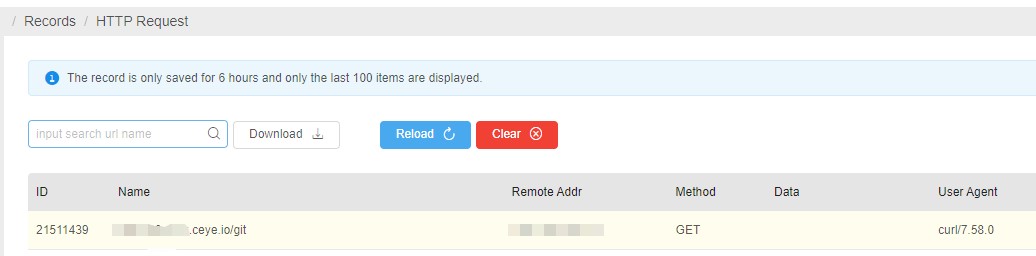 / Records / HTTP Request
The record is only saved for 6 hours and only the last 100 items are displayed.
input search url name Download Reload Clear
ID Name Remote Addr Method Data User Agent
21511439 .ceye.io/git GET curl/7.58.0